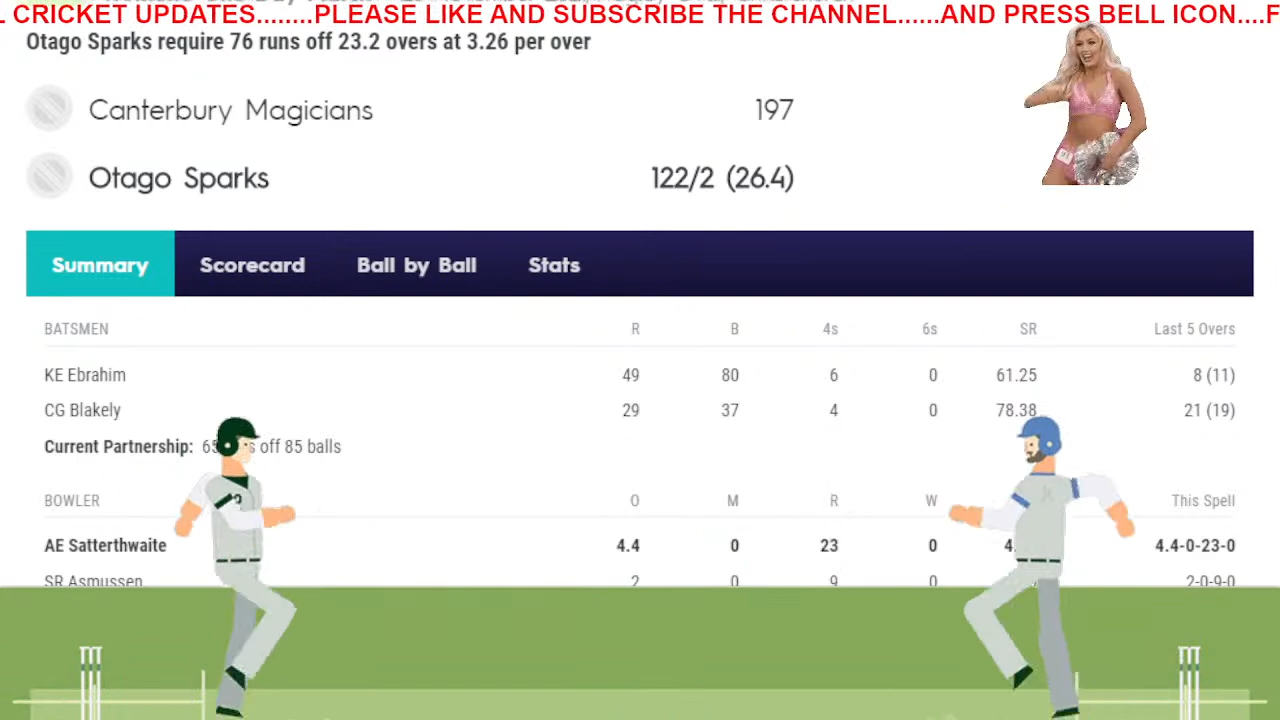 L CRICKET UPDATES........PLEASE LIKE AND SUBSCRIBE THE CHANNEL......AND PRESS BELL ICON....F
Otago Sparks require 76 runs off 23.2 overs at 3.26 per over
Canterbury Magicians 197
Otago Sparks 122/2 (26.4)
Summary Scorecard Ball by Ball Stats
BATSMEN R B 4s 6s SR Last 5 Overs
KE Ebrahim 49 80 6 0 61.25 8 (11)
CG Blakely 29 37 4 0 78.38 21 (19)
Current Partnership: off 85 balls
BOWLER O M R W This Spell
AE Satterthwaite 4.4 0 23 0 4. 4.4-0-23-0
SR Asmussen 2 0 9 0 2-0-9-0